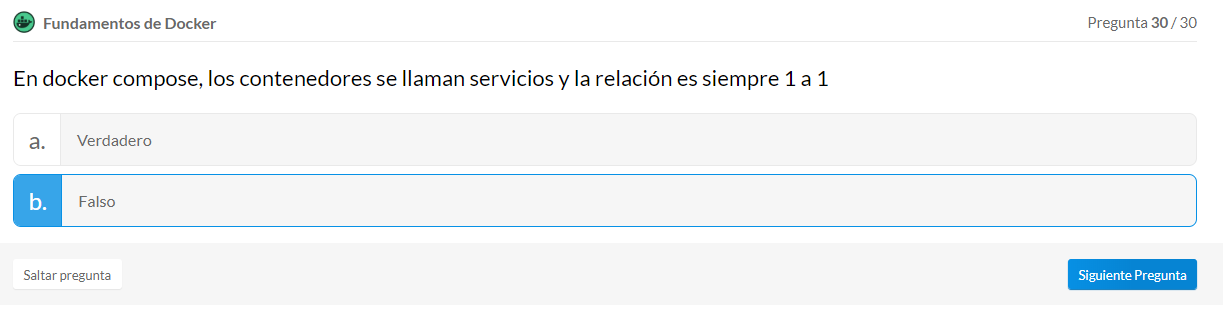 Fundamentos de Docker
Pregunta 30 / 30
En docker compose, los contenedores se llaman servicios y la relación es siempre 1 a 1
a. Verdadero
b. Falso
Saltar pregunta
Siguiente Pregunta